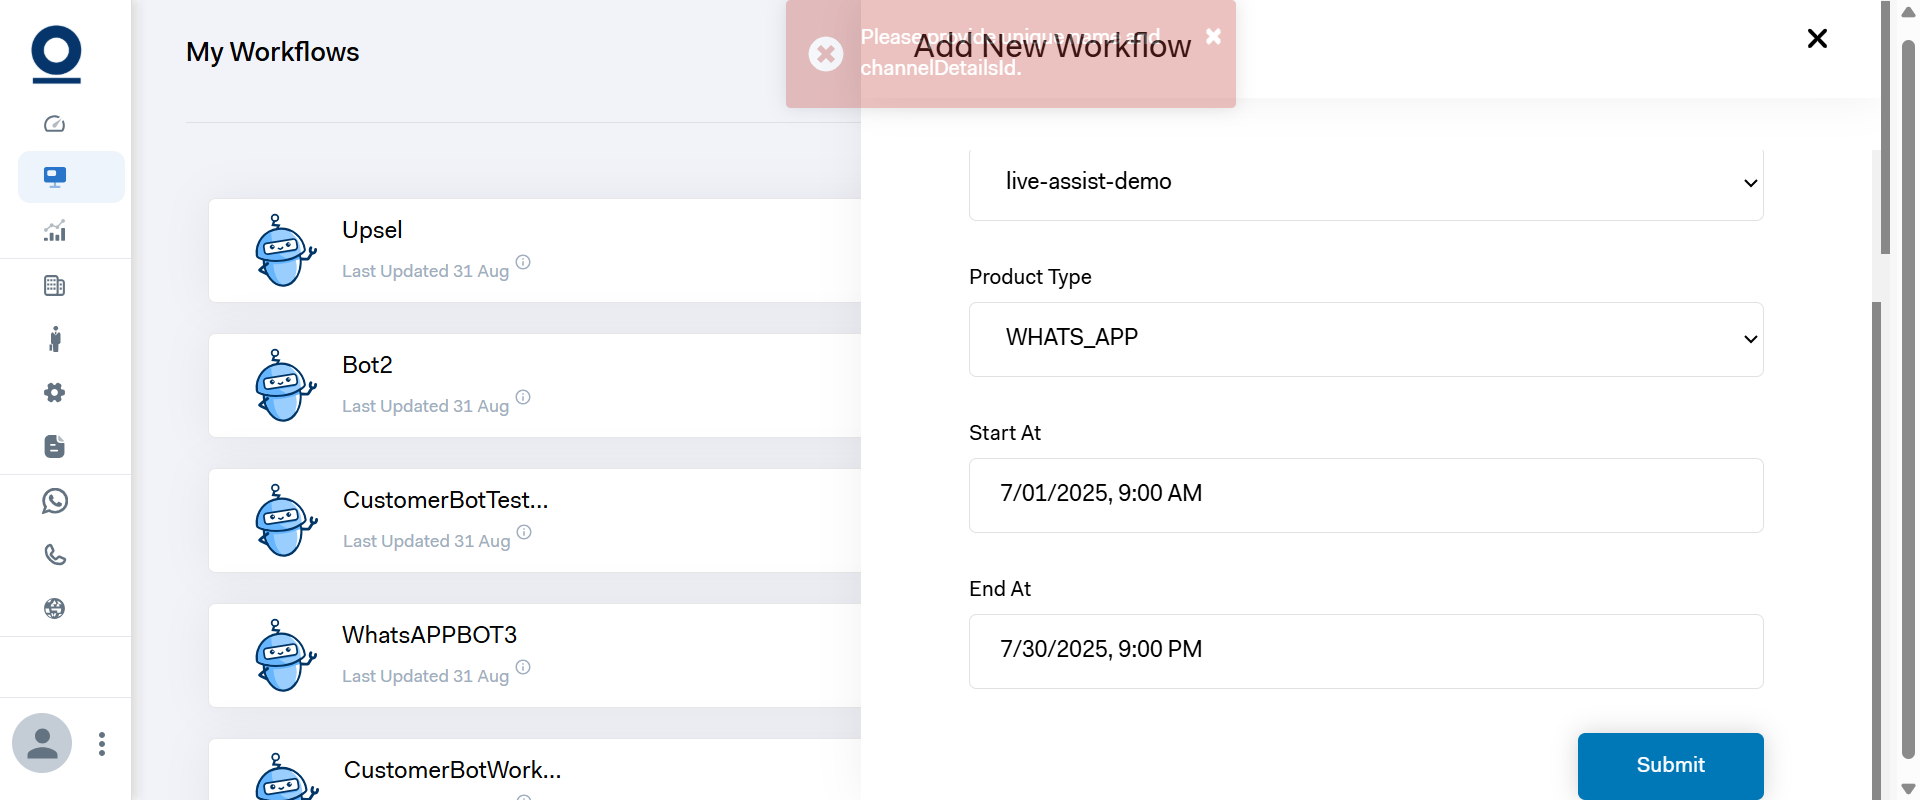 My Workflows
Please provide unique name and
channelDetailsId.
Add New Workflow
Upsel
Last Updated 31 Aug
Bot2
Last Updated 31 Aug
CustomerBotTest...
Last Updated 31 Aug
WhatsAPPBOT3
Last Updated 31 Aug
CustomerBotWork...
live-assist-demo
Product Type
WHATS_APP
Start At
7/01/2025, 9:00 AM
End At
7/30/2025, 9:00 PM
Submit